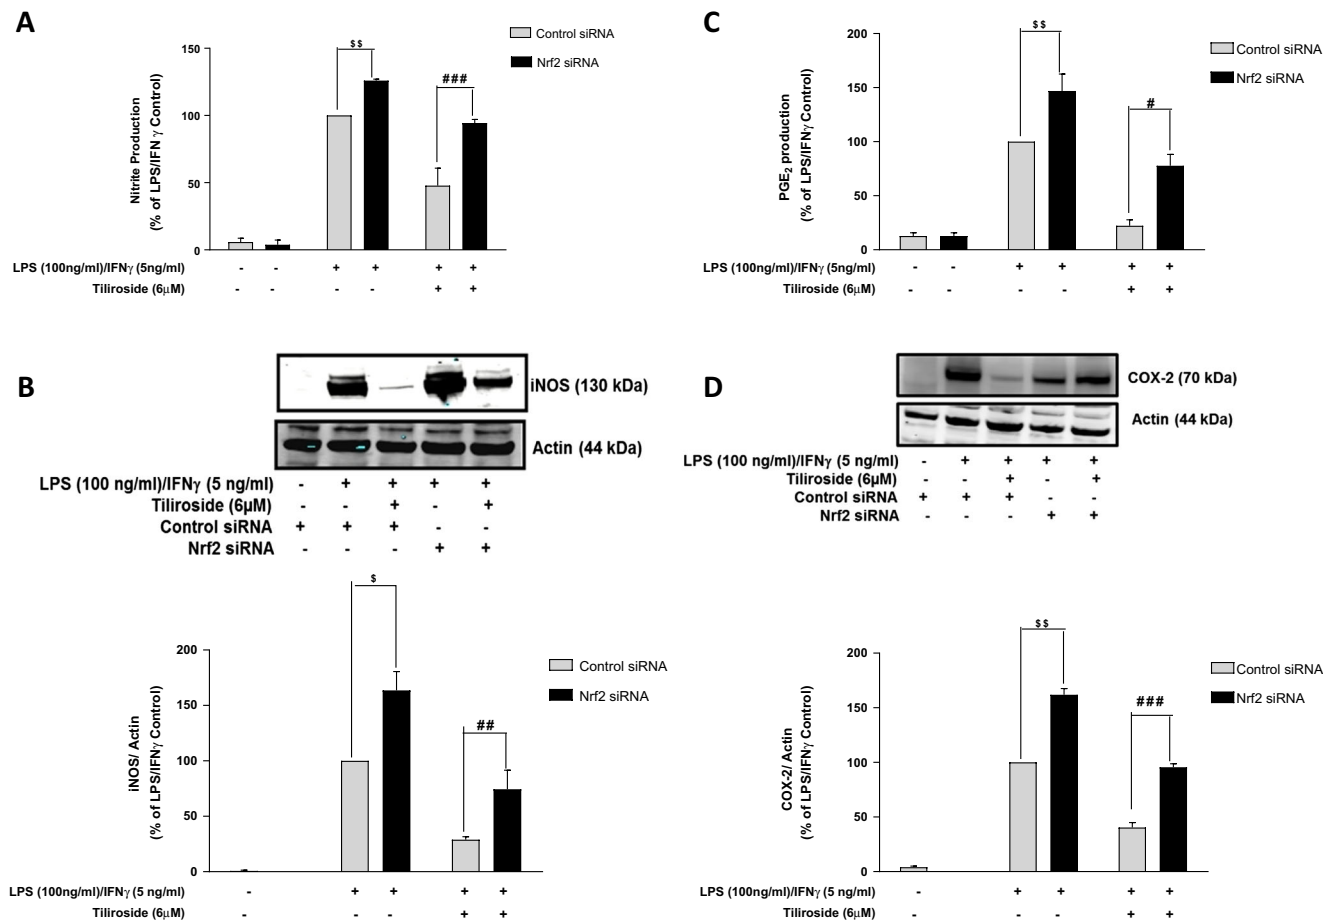 A
Control siRNA
Nrf2 siRNA
Nitrite Production
(% of LPS/IFN γ Control)
150
100
50
0
$$
###
LPS (100ng/ml)/IFNγ (5ng/ml) - - + + + +
Tiliroside (6μM) - - - - + +
C
Control siRNA
Nrf2 siRNA
PGE2 production
(% of LPS/IFNγ Control)
200
150
100
50
0
$$
#
LPS (100ng/ml)/IFNγ (5ng/ml) - - + + + +
Tiliroside (6μM) - - - - + +
B
iNOS (130 kDa)
Actin (44 kDa)
LPS (100 ng/ml)/IFNγ (5 ng/ml) - + + + +
Tiliroside (6μM) - - + - +
Control siRNA + + + - -
Nrf2 siRNA - - - + +
iNOS/ Actin
(% of LPS/IFNγ Control)
200
150
100
50
0
$
##
Control siRNA
Nrf2 siRNA
LPS (100ng/ml)/IFNγ (5 ng/ml) - + + + +
Tiliroside (6μM) - - - + +
D
COX-2 (70 kDa)
Actin (44 kDa)
LPS (100 ng/ml)/IFNγ (5 ng/ml) - + + + +
Tiliroside (6μM) - - + - +
Control siRNA + + + - -
Nrf2 siRNA - - - + +
COX-2/ Actin
(% of LPS/IFNγ Control)
200
150
100
50
0
$$
###
Control siRNA
Nrf2 siRNA
LPS (100ng/ml)/IFNγ (5 ng/ml) - + + + +
Tiliroside (6μM) - - - + +